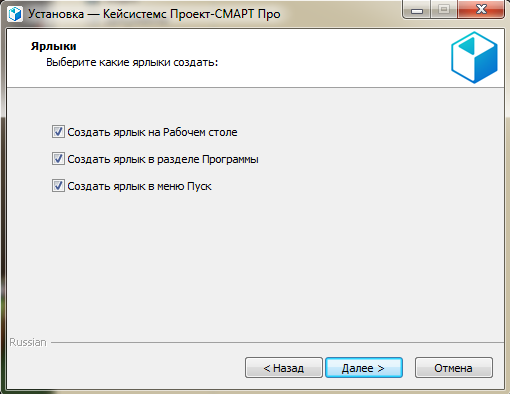 Установка — Кейсистемс Проект-СМАРТ Про
Ярлыки
Выберите какие ярлыки создать:
Создать ярлык на Рабочем столе
Создать ярлык в разделе Программы
Создать ярлык в меню Пуск
Russian
< Назад
Далее >
Отмена